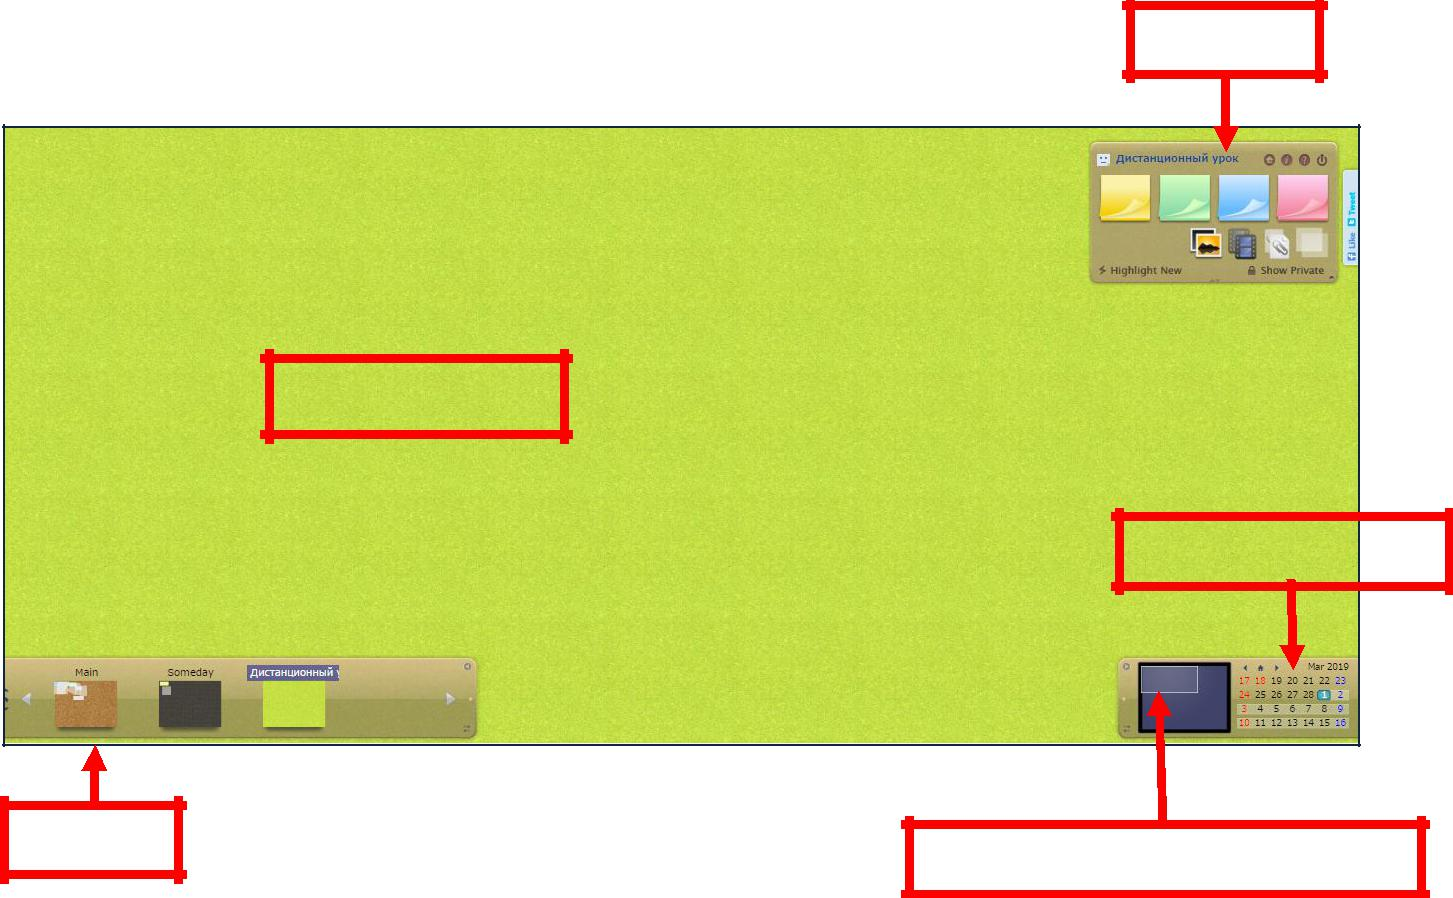 Дистанционный урок
Tweet
Like
Highlight New
Show Private
Main
Someday
Дистанционный
Mar 2019
17 18 19 20 21 22 23
24 25 26 27 28 1 2
3 4 5 6 7 8 9
10 11 12 13 14 15 16